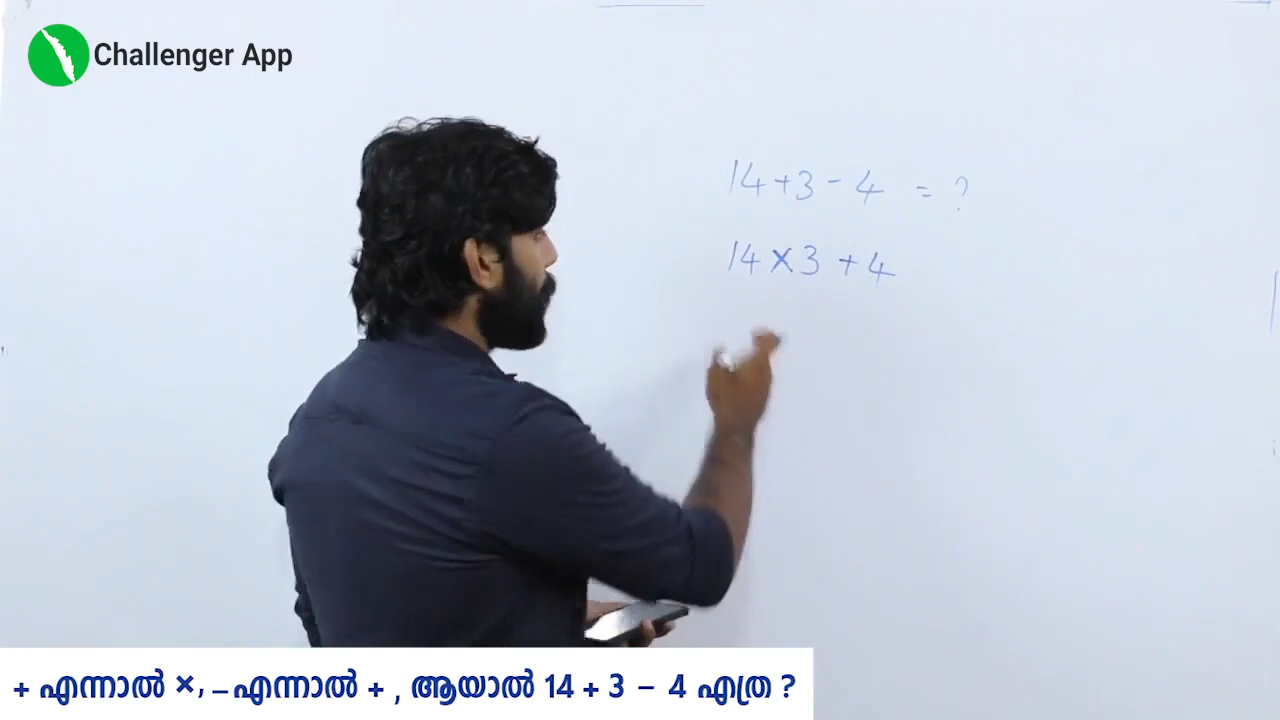 Challenger App
14+3-4 = ?
14×3+4
+ എന്നാൽ ×, – എന്നാൽ + , ആയാൽ 14 + 3 – 4 എത്ര ?